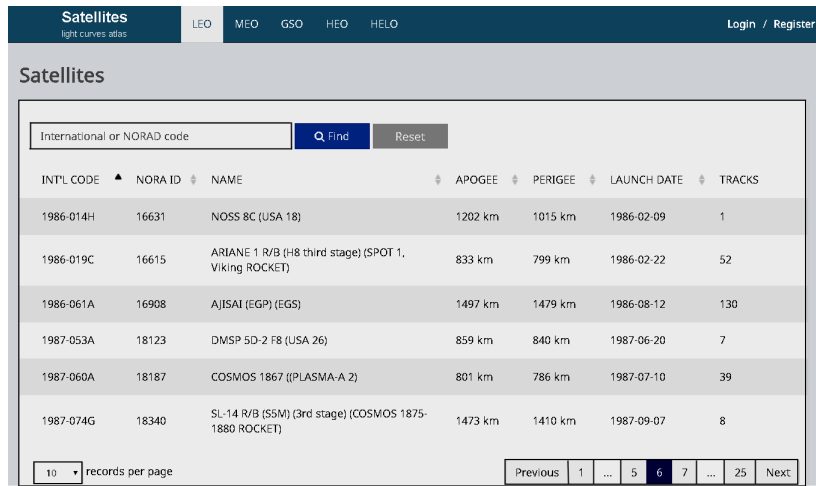 Satellites
light curves atlas
LEO MEO GSO HEO HELO
Login / Register
Satellites
International or NORAD code
Find Reset
INT'L CODE NORA ID NAME APOGEE PERIGEE LAUNCH DATE TRACKS
1986-014H 16631 NOSS 8C (USA 18) 1202 km 1015 km 1986-02-09 1
1986-019C 16615 ARIANE 1 R/B (H8 third stage) (SPOT 1, 833 km 799 km 1986-02-22 52
Viking ROCKET)
1986-061A 16908 AJISAI (EGP) (EGS) 1497 km 1479 km 1986-08-12 130
1987-053A 18123 DMSP 5D-2 F8 (USA 26) 859 km 840 km 1987-06-20 7
1987-060A 18187 COSMOS 1867 ((PLASMA-A 2) 801 km 786 km 1987-07-10 39
1987-074G 18340 SL-14 R/B (S5M) (3rd stage) (COSMOS 1875- 1473 km 1410 km 1987-09-07 8
1880 ROCKET)
10 records per page
Previous 1 ... 5 6 7 ... 25 Next